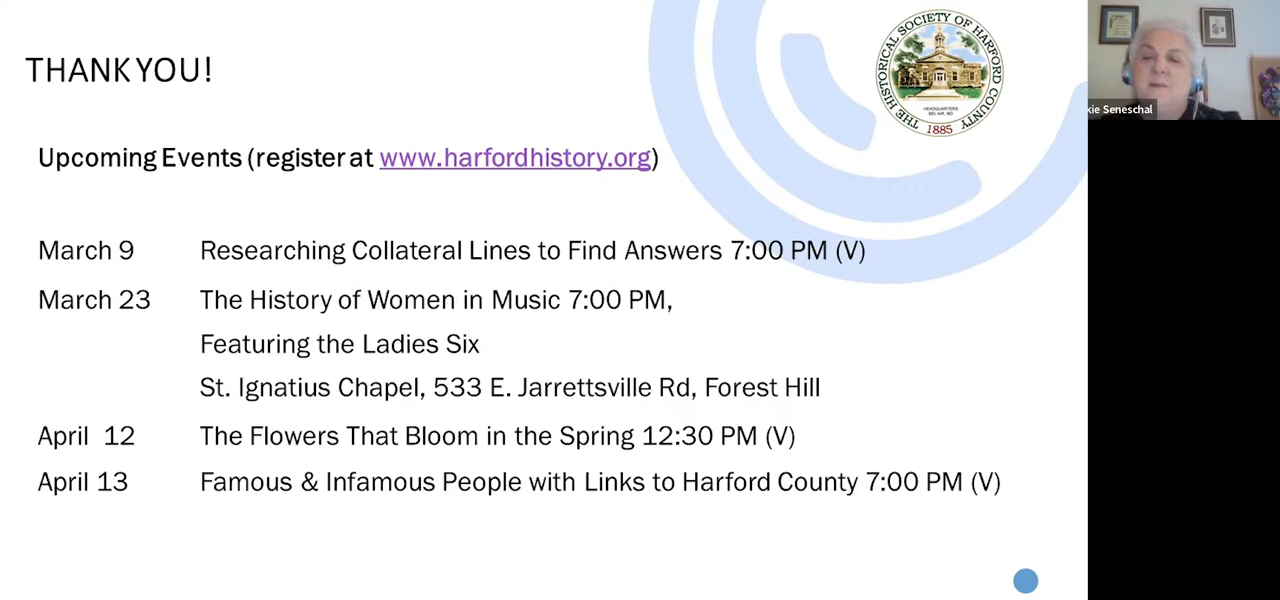 THANK YOU!
THE HISTORICAL SOCIETY OF HARFORD COUNTY
HEADQUARTERS
BEL AIR, MD.
1885
kie Seneschal
Upcoming Events (register at www.harfordhistory.org)
March 9 Researching Collateral Lines to Find Answers 7:00 PM (V)
March 23 The History of Women in Music 7:00 PM,
Featuring the Ladies Six
St. Ignatius Chapel, 533 E. Jarrettsville Rd, Forest Hill
April 12 The Flowers That Bloom in the Spring 12:30 PM (V)
April 13 Famous & Infamous People with Links to Harford County 7:00 PM (V)